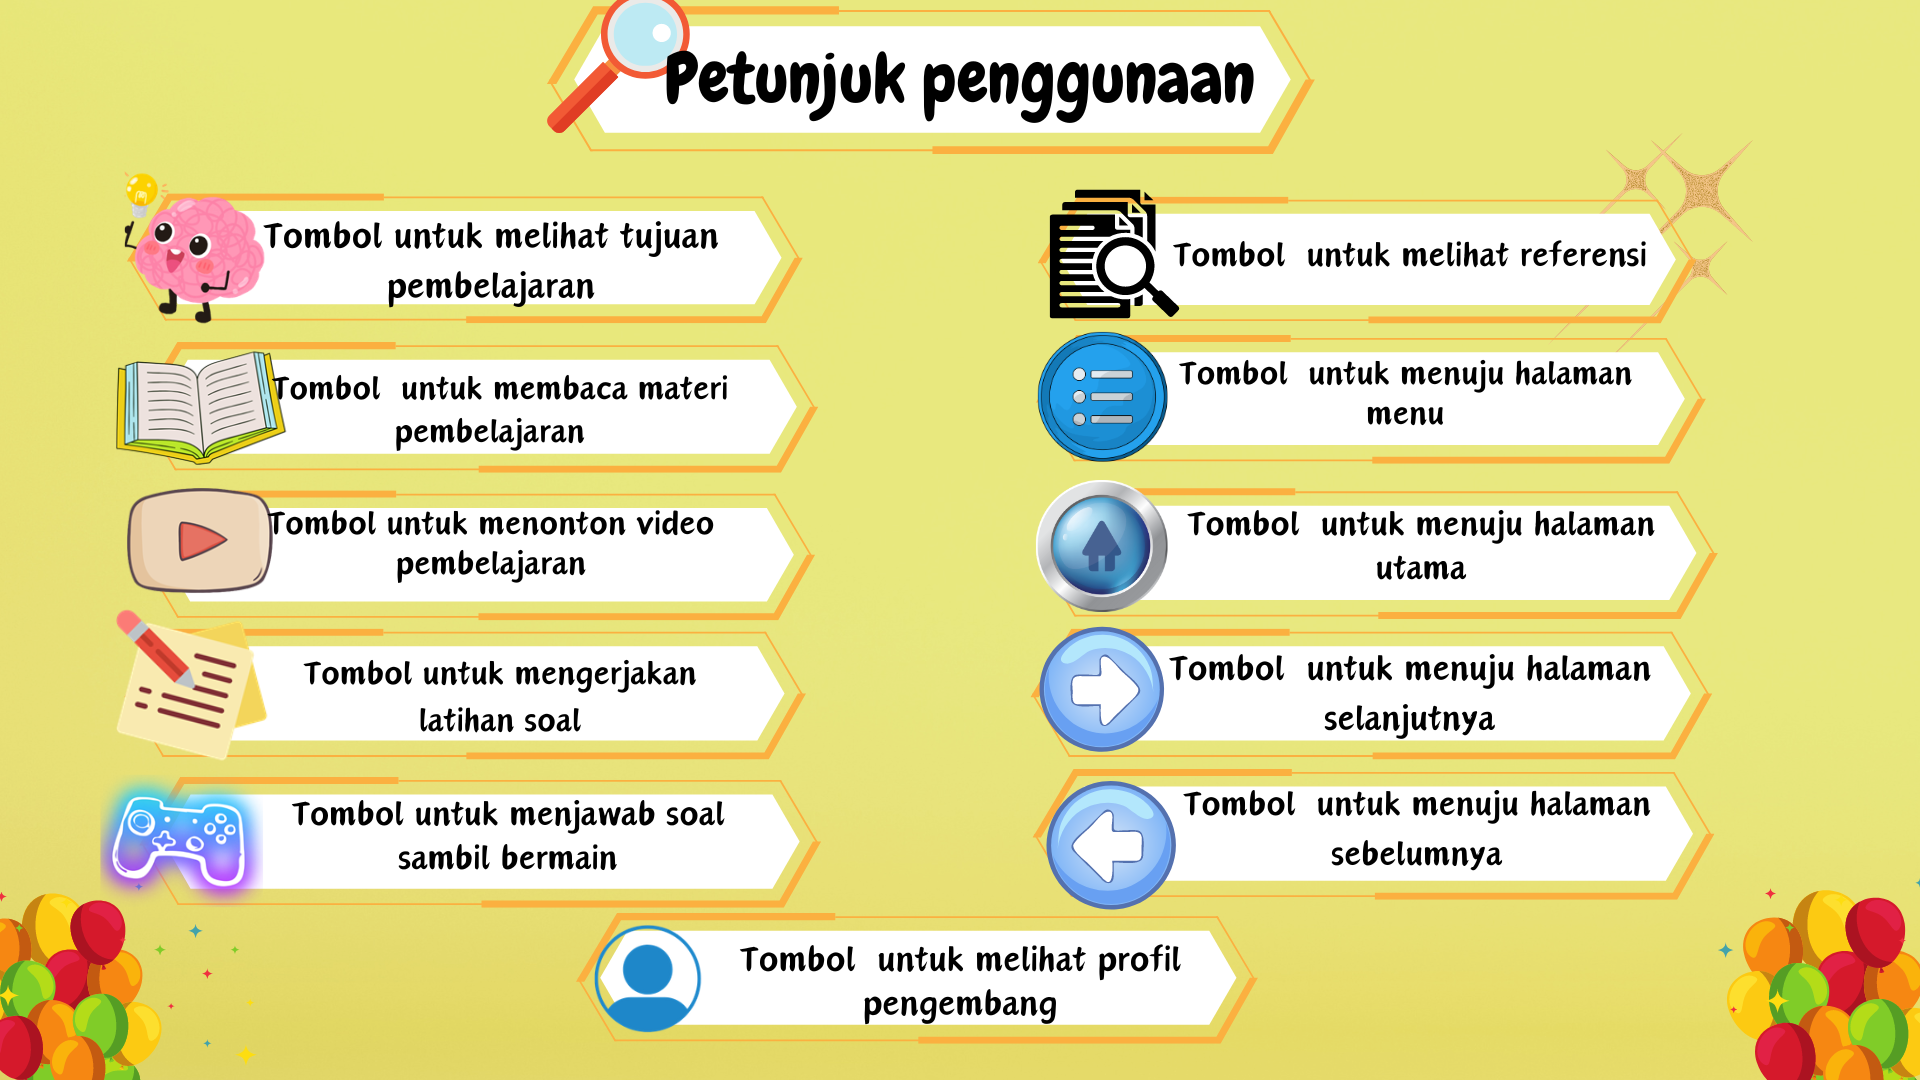 Petunjuk penggunaan
Tombol untuk melihat tujuan
pembelajaran
Tombol untuk membaca materi
pembelajaran
Tombol untuk menonton video
pembelajaran
Tombol untuk mengerjakan
latihan soal
Tombol untuk menjawab soal
sambil bermain
Tombol untuk melihat referensi
Tombol untuk menuju halaman
menu
Tombol untuk menuju halaman
utama
Tombol untuk menuju halaman
selanjutnya
Tombol untuk menuju halaman
sebelumnya
Tombol untuk melihat profil
pengembang